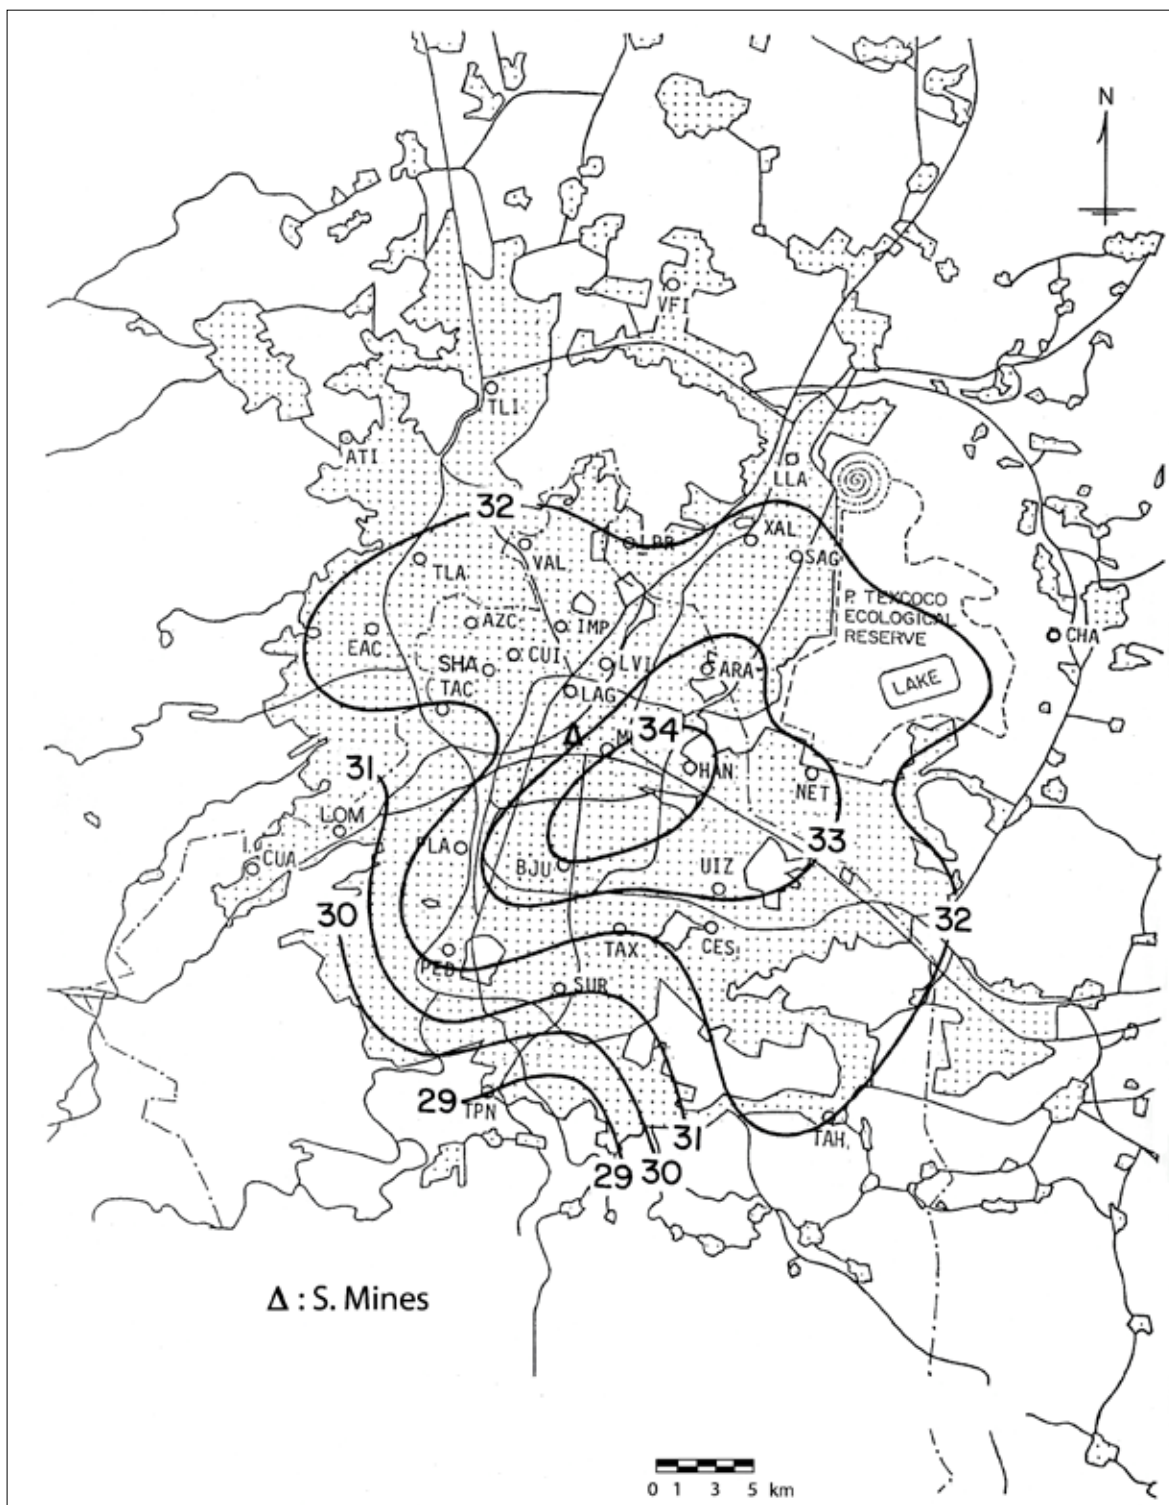 N
VFI
TLI
ATI
LLA
32
XAL
LPR
VAL
SAG
TLA
P. TEXCOCO
ECOLOGICAL
RESERVE
AZC
IMP
CHA
EAC
CUI
SHA
LVI
ARA
TAC
LAG
LAKE
Δ
34
31
HAN
NET
LOM
PLA
33
CUA
BJU
UIZ
30
32
TAX
CES
PED
SUR
29
TPN
31
TAH
29
30
Δ : S. Mines
0 1 3 5 km